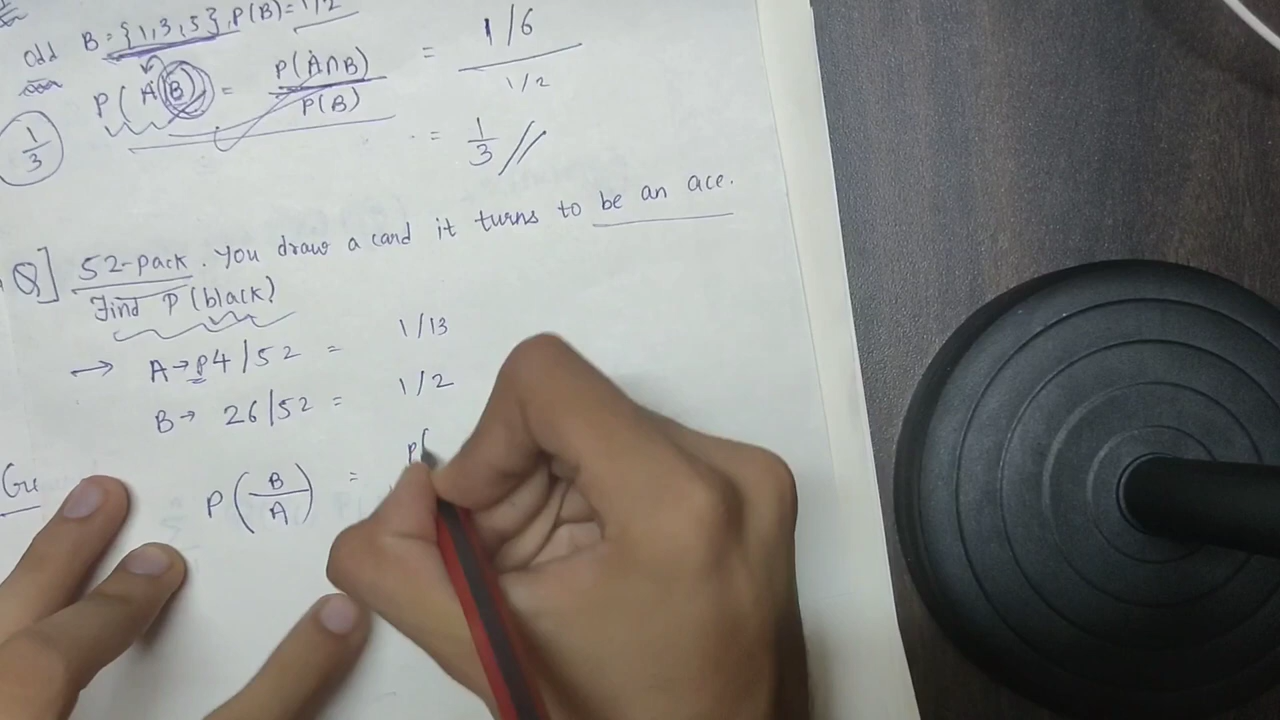 odd B = {1,3,5}, P(B) = 1/2
P(A|B) = P(A∩B) / P(B) = 1/6 / 1/2
1/3
= 1/3 //
Q] 52-pack. You draw a card it turns to be an ace.
Find P(black)
→ A → P4/52 = 1/13
B → 26/52 = 1/2
P(B/A) = P(